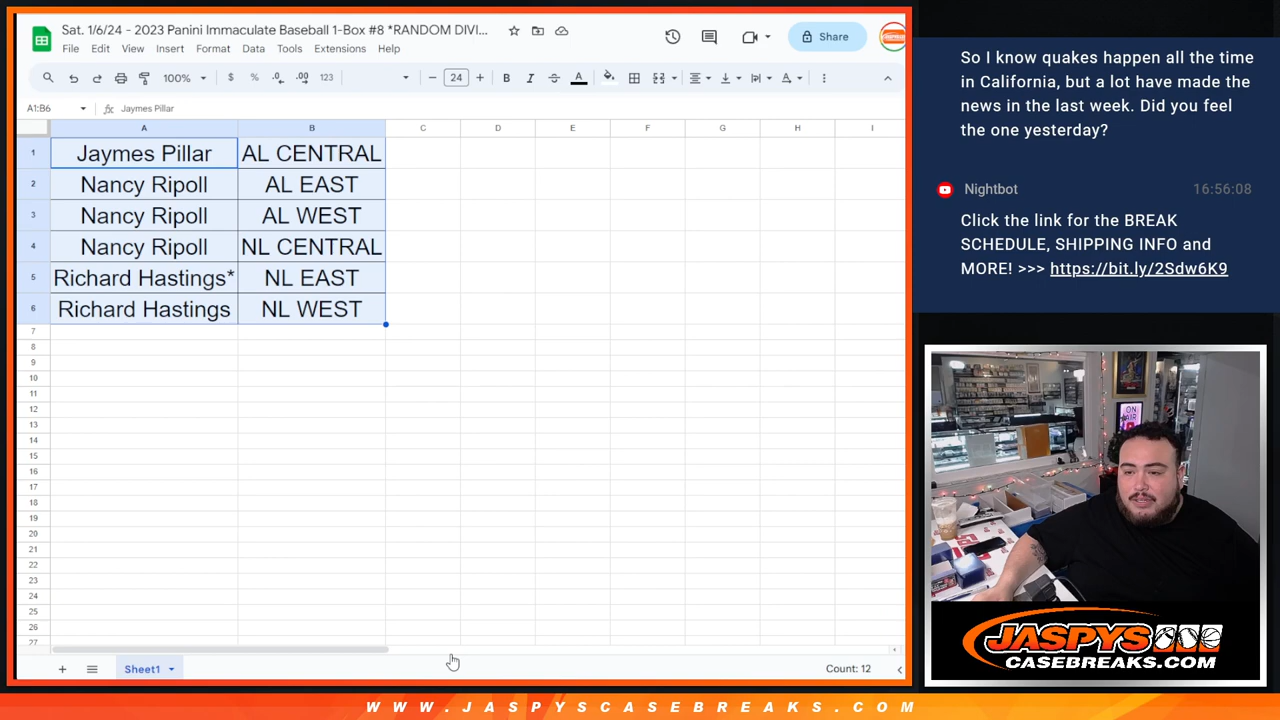 Sat. 1/6/24 - 2023 Panini Immaculate Baseball 1-Box #8 *RANDOM DIVI...
File Edit View Insert Format Data Tools Extensions Help
Share
100% $ % .0 .00 123 24 B I A
A1:B6 fx Jaymes Pillar
A B C D E F G H I
1 Jaymes Pillar AL CENTRAL
2 Nancy Ripoll AL EAST
3 Nancy Ripoll AL WEST
4 Nancy Ripoll NL CENTRAL
5 Richard Hastings* NL EAST
6 Richard Hastings NL WEST
7
8
9
10
11
12
13
14
15
16
17
18
19
20
21
22
23
24
25
26
27
Sheet1 Count: 12
So I know quakes happen all the time
in California, but a lot have made the
news in the last week. Did you feel
the one yesterday?
Nightbot 16:56:08
Click the link for the BREAK
SCHEDULE, SHIPPING INFO and
MORE! >>> https://bit.ly/2Sdw6K9
ON
AIR
JASPYS
CASEBREAKS.COM
WWW.JASPYSCASEBREAKS.COM